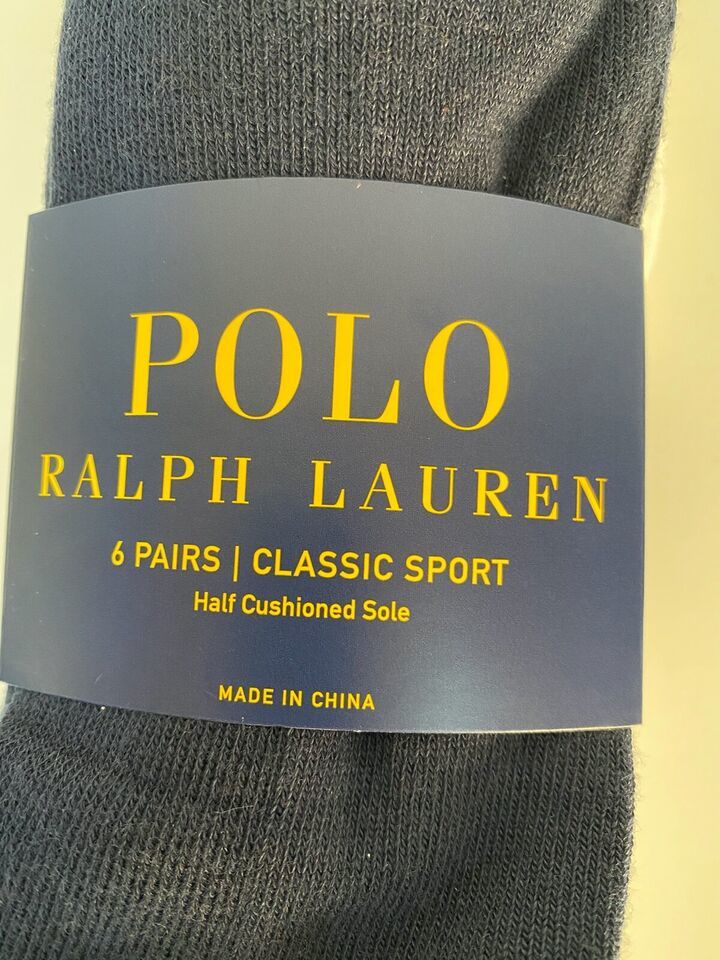 POLO
RALPH LAUREN
6 PAIRS | CLASSIC SPORT
Half Cushioned Sole
MADE IN CHINA